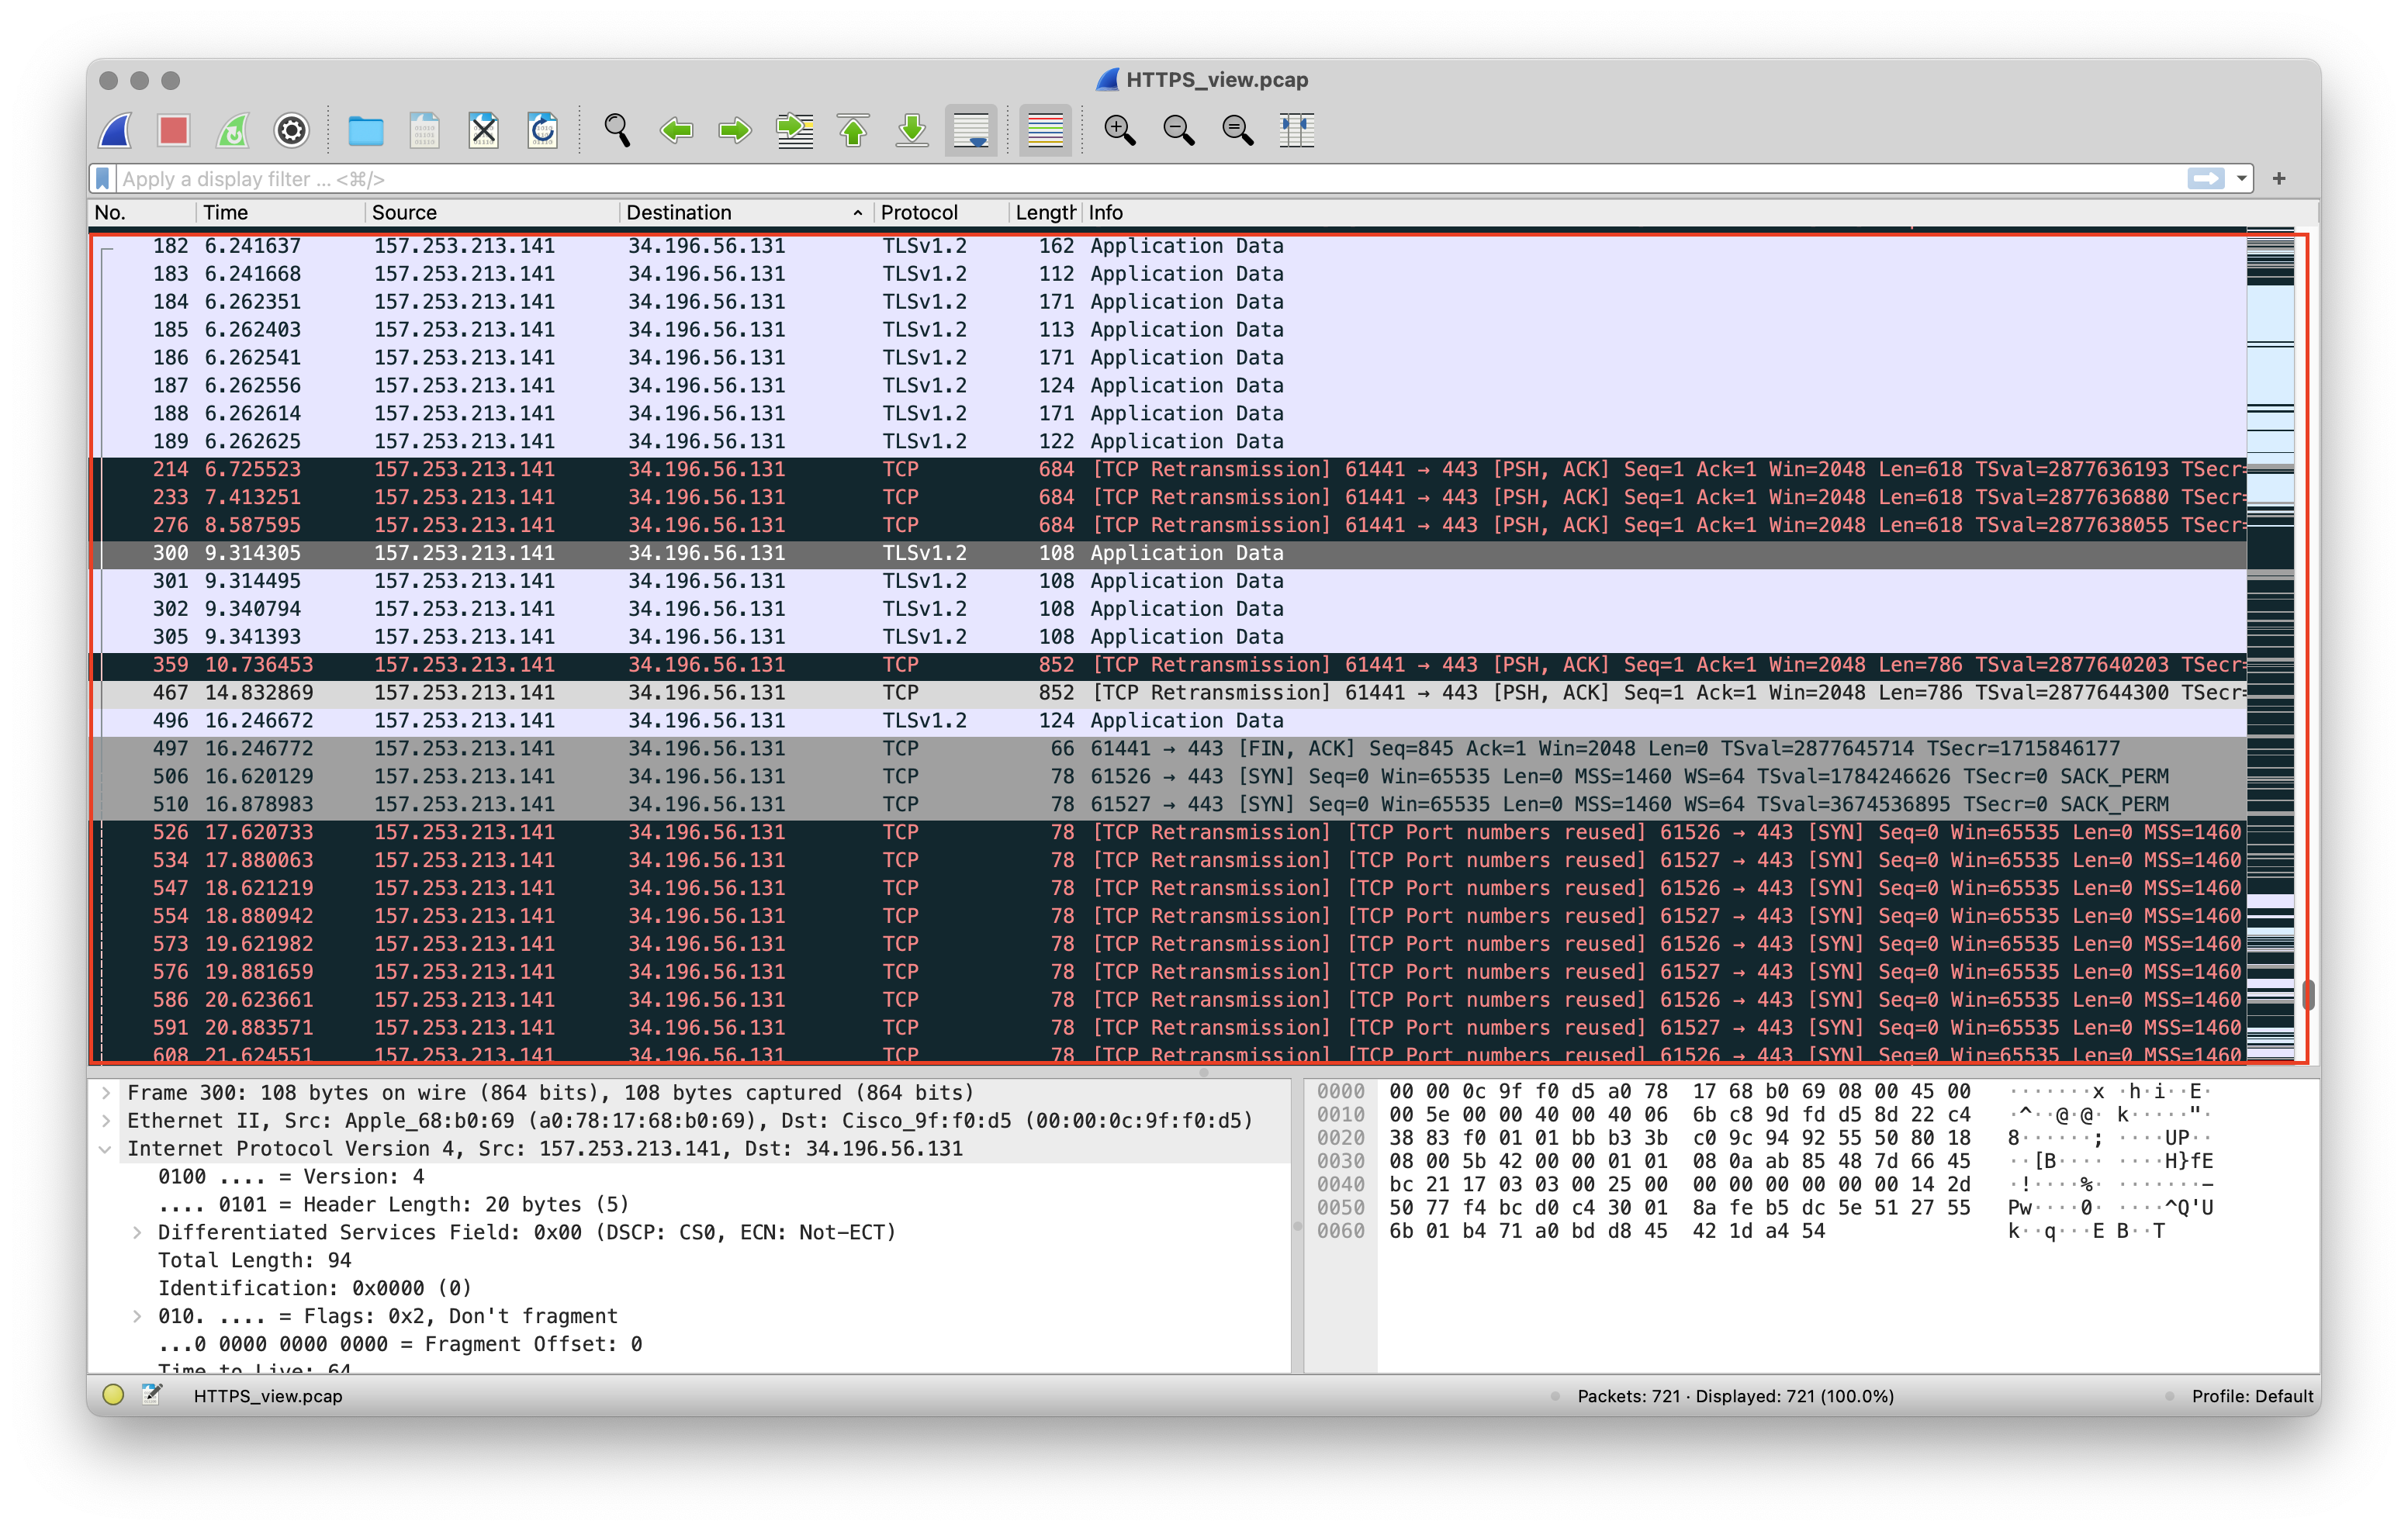 HTTPS_view.pcap
Apply a display filter ... <⌘/>
+
No. Time Source Destination Protocol Length Info
182 6.241637 157.253.213.141 34.196.56.131 TLSv1.2 162 Application Data
183 6.241668 157.253.213.141 34.196.56.131 TLSv1.2 112 Application Data
184 6.262351 157.253.213.141 34.196.56.131 TLSv1.2 171 Application Data
185 6.262403 157.253.213.141 34.196.56.131 TLSv1.2 113 Application Data
186 6.262541 157.253.213.141 34.196.56.131 TLSv1.2 171 Application Data
187 6.262556 157.253.213.141 34.196.56.131 TLSv1.2 124 Application Data
188 6.262614 157.253.213.141 34.196.56.131 TLSv1.2 171 Application Data
189 6.262625 157.253.213.141 34.196.56.131 TLSv1.2 122 Application Data
214 6.725523 157.253.213.141 34.196.56.131 TCP 684 [TCP Retransmission] 61441 → 443 [PSH, ACK] Seq=1 Ack=1 Win=2048 Len=618 TSval=2877636193 TSecr=
233 7.413251 157.253.213.141 34.196.56.131 TCP 684 [TCP Retransmission] 61441 → 443 [PSH, ACK] Seq=1 Ack=1 Win=2048 Len=618 TSval=2877636880 TSecr=
276 8.587595 157.253.213.141 34.196.56.131 TCP 684 [TCP Retransmission] 61441 → 443 [PSH, ACK] Seq=1 Ack=1 Win=2048 Len=618 TSval=2877638055 TSecr=
300 9.314305 157.253.213.141 34.196.56.131 TLSv1.2 108 Application Data
301 9.314495 157.253.213.141 34.196.56.131 TLSv1.2 108 Application Data
302 9.340794 157.253.213.141 34.196.56.131 TLSv1.2 108 Application Data
305 9.341393 157.253.213.141 34.196.56.131 TLSv1.2 108 Application Data
359 10.736453 157.253.213.141 34.196.56.131 TCP 852 [TCP Retransmission] 61441 → 443 [PSH, ACK] Seq=1 Ack=1 Win=2048 Len=786 TSval=2877640203 TSecr=
467 14.832869 157.253.213.141 34.196.56.131 TCP 852 [TCP Retransmission] 61441 → 443 [PSH, ACK] Seq=1 Ack=1 Win=2048 Len=786 TSval=2877644300 TSecr=
496 16.246672 157.253.213.141 34.196.56.131 TLSv1.2 124 Application Data
497 16.246772 157.253.213.141 34.196.56.131 TCP 66 61441 → 443 [FIN, ACK] Seq=845 Ack=1 Win=2048 Len=0 TSval=2877645714 TSecr=1715846177
506 16.620129 157.253.213.141 34.196.56.131 TCP 78 61526 → 443 [SYN] Seq=0 Win=65535 Len=0 MSS=1460 WS=64 TSval=1784246626 TSecr=0 SACK_PERM
510 16.878983 157.253.213.141 34.196.56.131 TCP 78 61527 → 443 [SYN] Seq=0 Win=65535 Len=0 MSS=1460 WS=64 TSval=3674536895 TSecr=0 SACK_PERM
526 17.620733 157.253.213.141 34.196.56.131 TCP 78 [TCP Retransmission] [TCP Port numbers reused] 61526 → 443 [SYN] Seq=0 Win=65535 Len=0 MSS=1460
534 17.880063 157.253.213.141 34.196.56.131 TCP 78 [TCP Retransmission] [TCP Port numbers reused] 61527 → 443 [SYN] Seq=0 Win=65535 Len=0 MSS=1460
547 18.621219 157.253.213.141 34.196.56.131 TCP 78 [TCP Retransmission] [TCP Port numbers reused] 61526 → 443 [SYN] Seq=0 Win=65535 Len=0 MSS=1460
554 18.880942 157.253.213.141 34.196.56.131 TCP 78 [TCP Retransmission] [TCP Port numbers reused] 61527 → 443 [SYN] Seq=0 Win=65535 Len=0 MSS=1460
573 19.621982 157.253.213.141 34.196.56.131 TCP 78 [TCP Retransmission] [TCP Port numbers reused] 61526 → 443 [SYN] Seq=0 Win=65535 Len=0 MSS=1460
576 19.881659 157.253.213.141 34.196.56.131 TCP 78 [TCP Retransmission] [TCP Port numbers reused] 61527 → 443 [SYN] Seq=0 Win=65535 Len=0 MSS=1460
586 20.623661 157.253.213.141 34.196.56.131 TCP 78 [TCP Retransmission] [TCP Port numbers reused] 61526 → 443 [SYN] Seq=0 Win=65535 Len=0 MSS=1460
591 20.883571 157.253.213.141 34.196.56.131 TCP 78 [TCP Retransmission] [TCP Port numbers reused] 61527 → 443 [SYN] Seq=0 Win=65535 Len=0 MSS=1460
608 21.624551 157.253.213.141 34.196.56.131 TCP 78 [TCP Retransmission] [TCP Port numbers reused] 61526 → 443 [SYN] Seq=0 Win=65535 Len=0 MSS=1460
Frame 300: 108 bytes on wire (864 bits), 108 bytes captured (864 bits)
Ethernet II, Src: Apple_68:b0:69 (a0:78:17:68:b0:69), Dst: Cisco_9f:f0:d5 (00:00:0c:9f:f0:d5)
Internet Protocol Version 4, Src: 157.253.213.141, Dst: 34.196.56.131
0100 .... = Version: 4
.... 0101 = Header Length: 20 bytes (5)
Differentiated Services Field: 0x00 (DSCP: CS0, ECN: Not-ECT)
Total Length: 94
Identification: 0x0000 (0)
010. .... = Flags: 0x2, Don't fragment
...0 0000 0000 0000 = Fragment Offset: 0
Time to Live: 64
0000 00 00 0c 9f f0 d5 a0 78 17 68 b0 69 08 00 45 00 ·······x ·h·i··E·
0010 00 5e 00 00 40 00 40 06 6b c8 9d fd d5 8d 22 c4 ·^··@·@· k·····"·
0020 38 83 f0 01 01 bb b3 3b c0 9c 94 92 55 50 80 18 8······; ····UP··
0030 08 00 5b 42 00 00 01 01 08 0a ab 85 48 7d 66 45 ··[B···· ····H}fE
0040 bc 21 17 03 03 00 25 00 00 00 00 00 00 00 14 2d ·!····%· ·······-
0050 50 77 f4 bc d0 c4 30 01 8a fe b5 dc 5e 51 27 55 Pw····0· ····^Q'U
0060 6b 01 b4 71 a0 bd d8 45 42 1d a4 54 k··q···E B··T
HTTPS_view.pcap Packets: 721 · Displayed: 721 (100.0%) Profile: Default